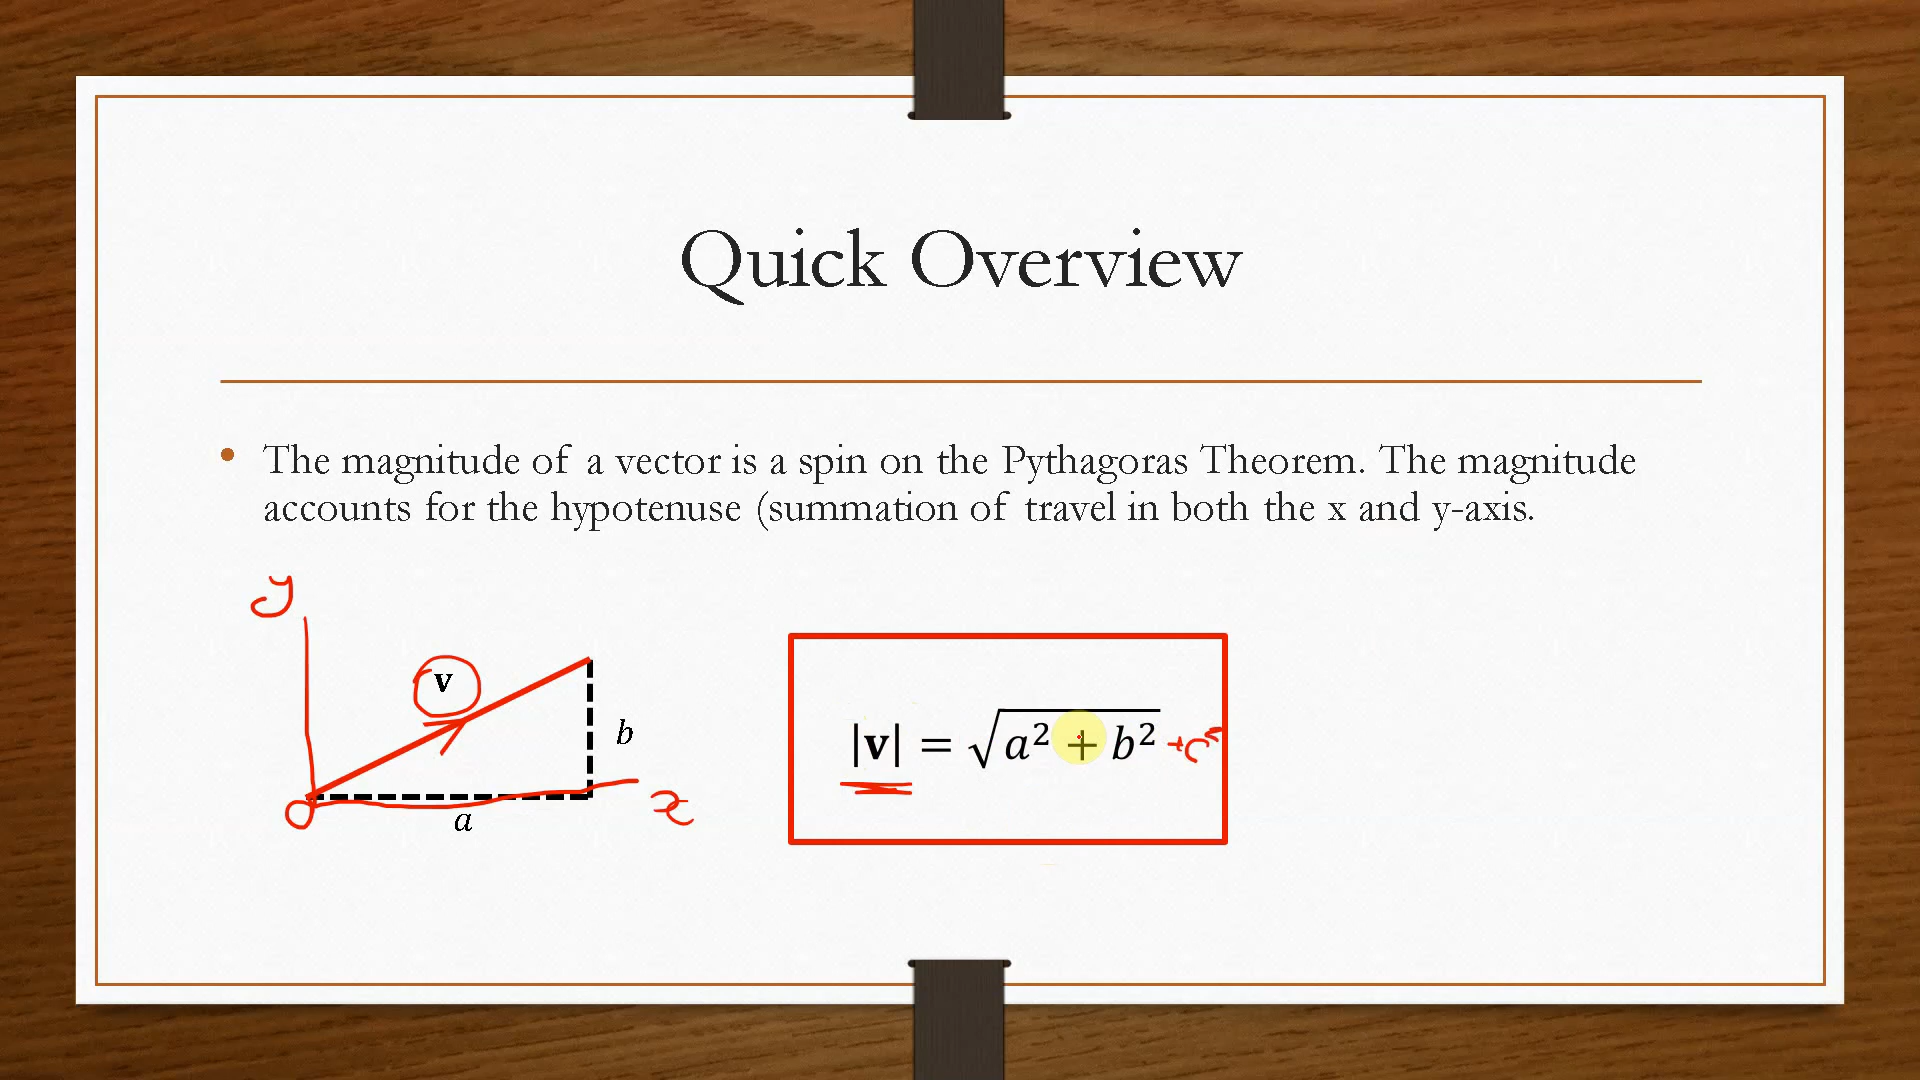 Quick Overview
• The magnitude of a vector is a spin on the Pythagoras Theorem. The magnitude
accounts for the hypotenuse (summation of travel in both the x and y-axis.
y
v
b
a
x
O
|v| = √a² + b² + c²